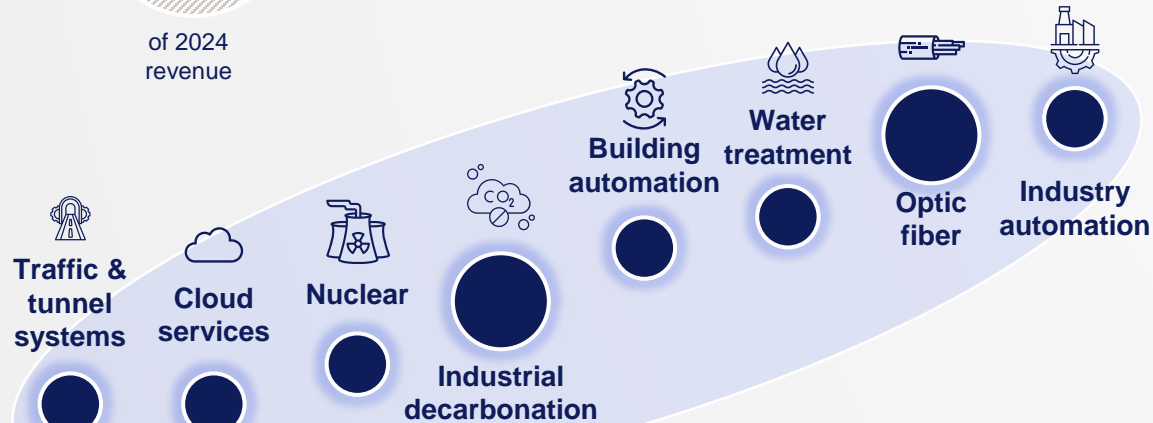 of 2024
revenue
Traffic &
tunnel
systems
Cloud
services
Nuclear
CO2
Industrial
decarbonation
Building
automation
Water
treatment
Optic
fiber
Industry
automation